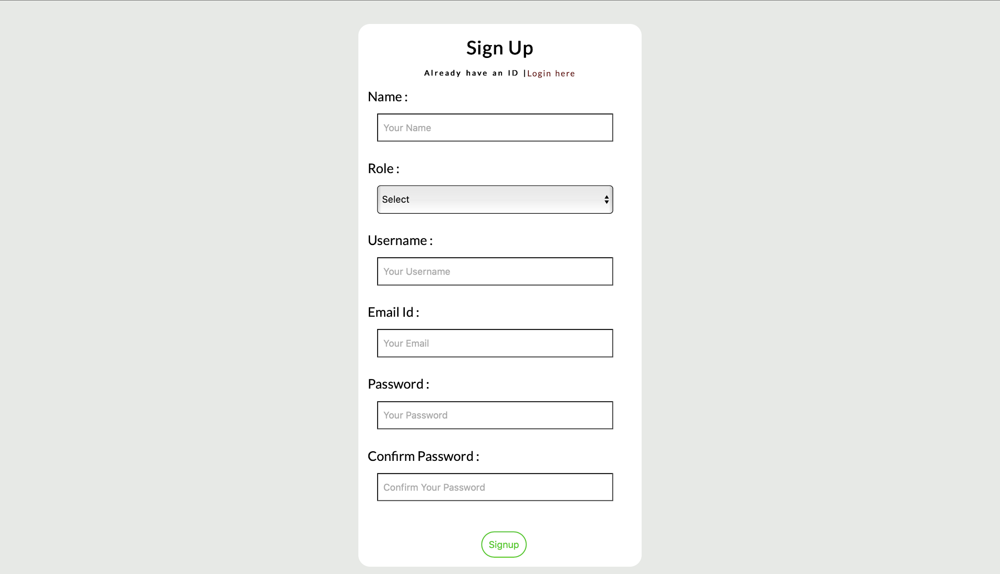 Sign Up
Already have an ID |Login here
Name :
Your Name
Role :
Select
Username :
Your Username
Email Id :
Your Email
Password :
Your Password
Confirm Password :
Confirm Your Password
Signup